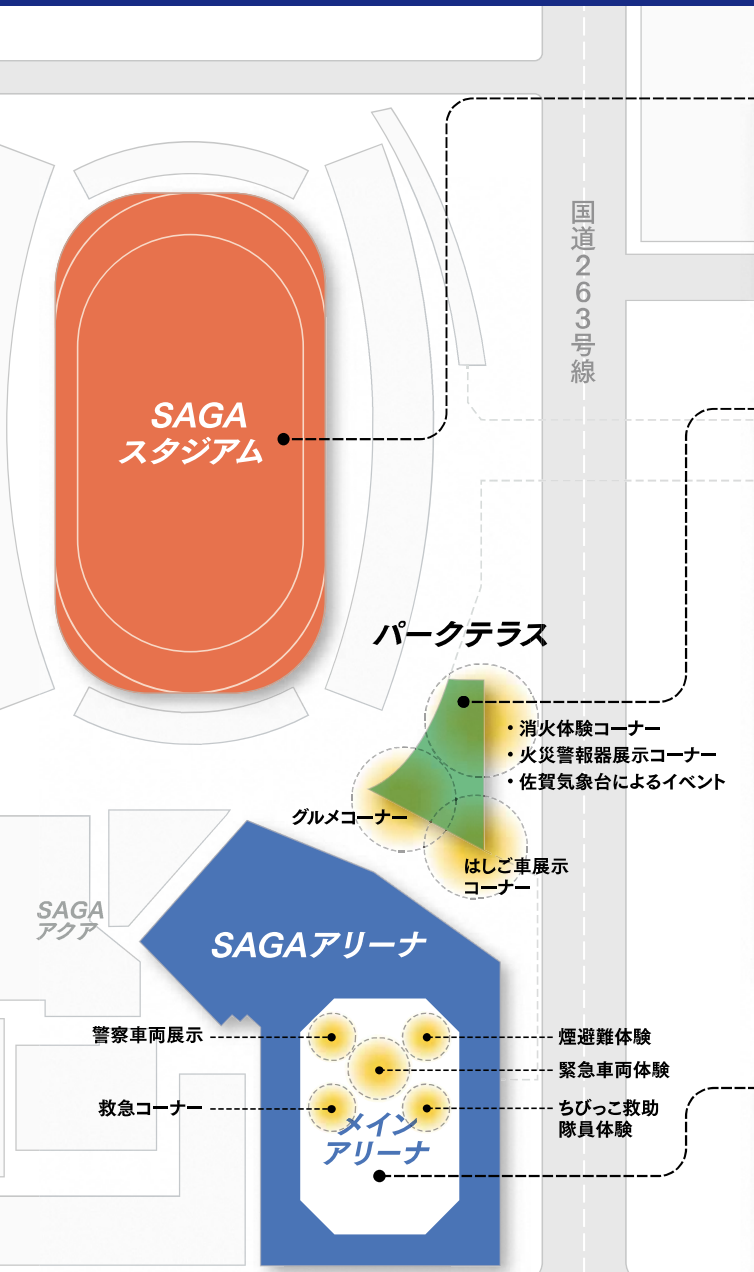 国道263号線
SAGA
スタジアム
パークテラス
・消火体験コーナー
・火災警報器展示コーナー
・佐賀気象台によるイベント
グルメコーナー
はしご車展示
コーナー
SAGA
アクア
SAGAアリーナ
警察車両展示
煙避難体験
緊急車両体験
救急コーナー
ちびっこ救助
隊員体験
メイン
アリーナ